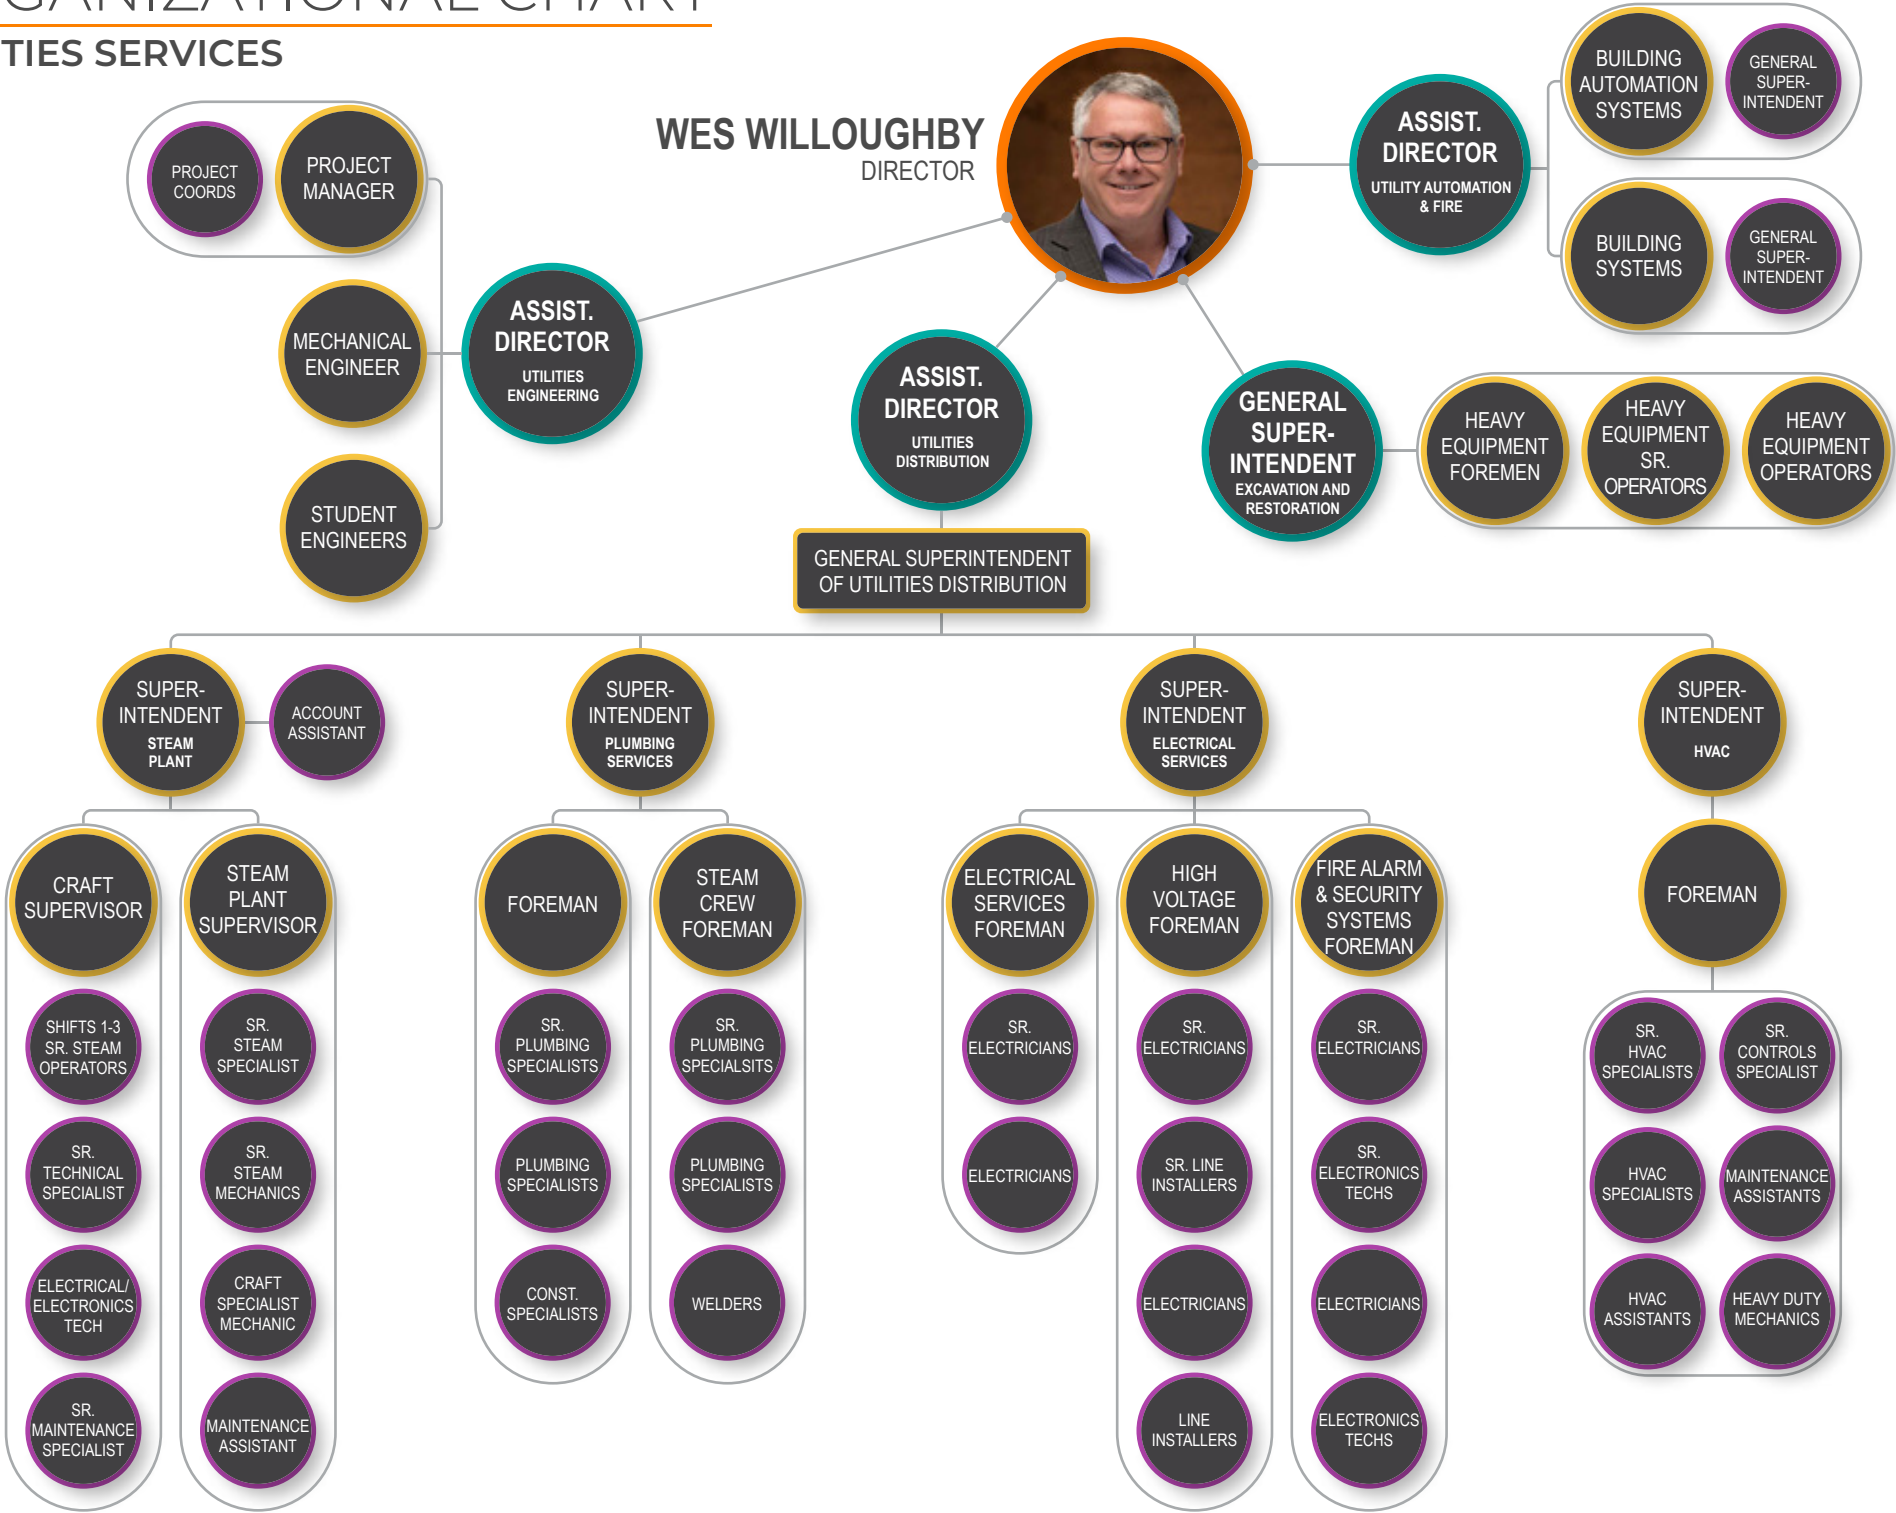 GANIZATIONAL CHART
TIES SERVICES
WES WILLOUGHBY
DIRECTOR
PROJECT
COORDS
PROJECT
MANAGER
MECHANICAL
ENGINEER
STUDENT
ENGINEERS
ASSIST.
DIRECTOR
UTILITIES
ENGINEERING
ASSIST.
DIRECTOR
UTILITIES
DISTRIBUTION
GENERAL
SUPER-
INTENDENT
EXCAVATION AND
RESTORATION
ASSIST.
DIRECTOR
UTILITY AUTOMATION
& FIRE
BUILDING
AUTOMATION
SYSTEMS
GENERAL
SUPER-
INTENDENT
BUILDING
SYSTEMS
GENERAL
SUPER-
INTENDENT
HEAVY
EQUIPMENT
FOREMEN
HEAVY
EQUIPMENT
SR.
OPERATORS
HEAVY
EQUIPMENT
OPERATORS
GENERAL SUPERINTENDENT
OF UTILITIES DISTRIBUTION
SUPER-
INTENDENT
STEAM
PLANT
ACCOUNT
ASSISTANT
SUPER-
INTENDENT
PLUMBING
SERVICES
SUPER-
INTENDENT
ELECTRICAL
SERVICES
SUPER-
INTENDENT
HVAC
CRAFT
SUPERVISOR
SHIFTS 1-3
SR. STEAM
OPERATORS
SR.
TECHNICAL
SPECIALIST
ELECTRICAL/
ELECTRONICS
TECH
SR.
MAINTENANCE
SPECIALIST
STEAM
PLANT
SUPERVISOR
SR.
STEAM
SPECIALIST
SR.
STEAM
MECHANICS
CRAFT
SPECIALIST
MECHANIC
MAINTENANCE
ASSISTANT
FOREMAN
SR.
PLUMBING
SPECIALISTS
PLUMBING
SPECIALISTS
CONST.
SPECIALISTS
STEAM
CREW
FOREMAN
SR.
PLUMBING
SPECIALSITS
PLUMBING
SPECIALISTS
WELDERS
ELECTRICAL
SERVICES
FOREMAN
SR.
ELECTRICIANS
ELECTRICIANS
HIGH
VOLTAGE
FOREMAN
SR.
ELECTRICIANS
SR. LINE
INSTALLERS
ELECTRICIANS
LINE
INSTALLERS
FIRE ALARM
& SECURITY
SYSTEMS
FOREMAN
SR.
ELECTRICIANS
SR.
ELECTRONICS
TECHS
ELECTRICIANS
ELECTRONICS
TECHS
FOREMAN
SR.
HVAC
SPECIALISTS
SR.
CONTROLS
SPECIALIST
HVAC
SPECIALISTS
MAINTENANCE
ASSISTANTS
HVAC
ASSISTANTS
HEAVY DUTY
MECHANICS